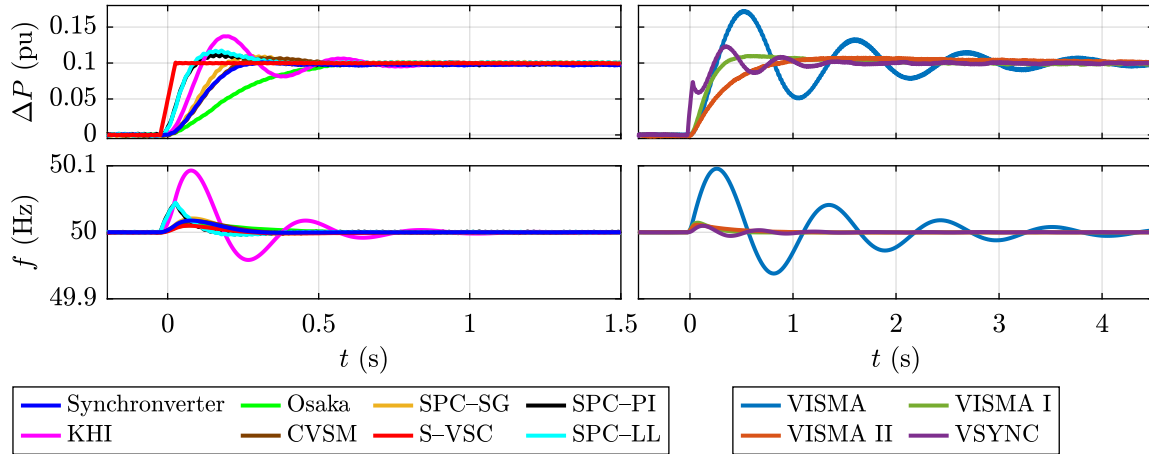 0.15
0.1
0.05
0
ΔP (pu)
50.1
50
49.9
f (Hz)
0 0.5 1 1.5
0 1 2 3 4
t (s) t (s)
Synchronverter Osaka SPC–SG SPC–PI
KHI CVSM S–VSC SPC–LL
VISMA VISMA I
VISMA II VSYNC